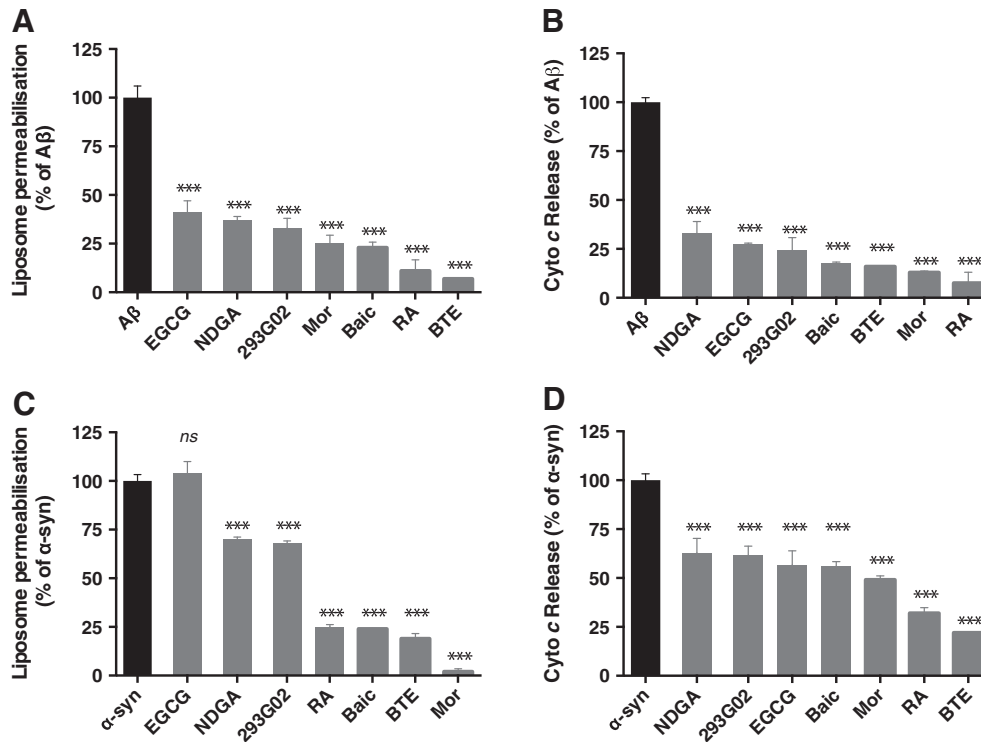 A
Liposome permeabilisation
(% of Aβ)
125
100
75
50
25
0
***
***
***
***
***
***
***
Aβ
EGCG
NDGA
293G02
Mor
Baic
RA
BTE
B
Cyto c Release (% of Aβ)
125
100
75
50
25
0
***
***
***
***
***
***
***
Aβ
NDGA
EGCG
293G02
Baic
BTE
Mor
RA
C
Liposome permeabilisation
(% of α-syn)
125
100
75
50
25
0
ns
***
***
***
***
***
***
α-syn
EGCG
NDGA
293G02
RA
Baic
BTE
Mor
D
Cyto c Release (% of α-syn)
125
100
75
50
25
0
***
***
***
***
***
***
***
α-syn
NDGA
293G02
EGCG
Baic
Mor
RA
BTE